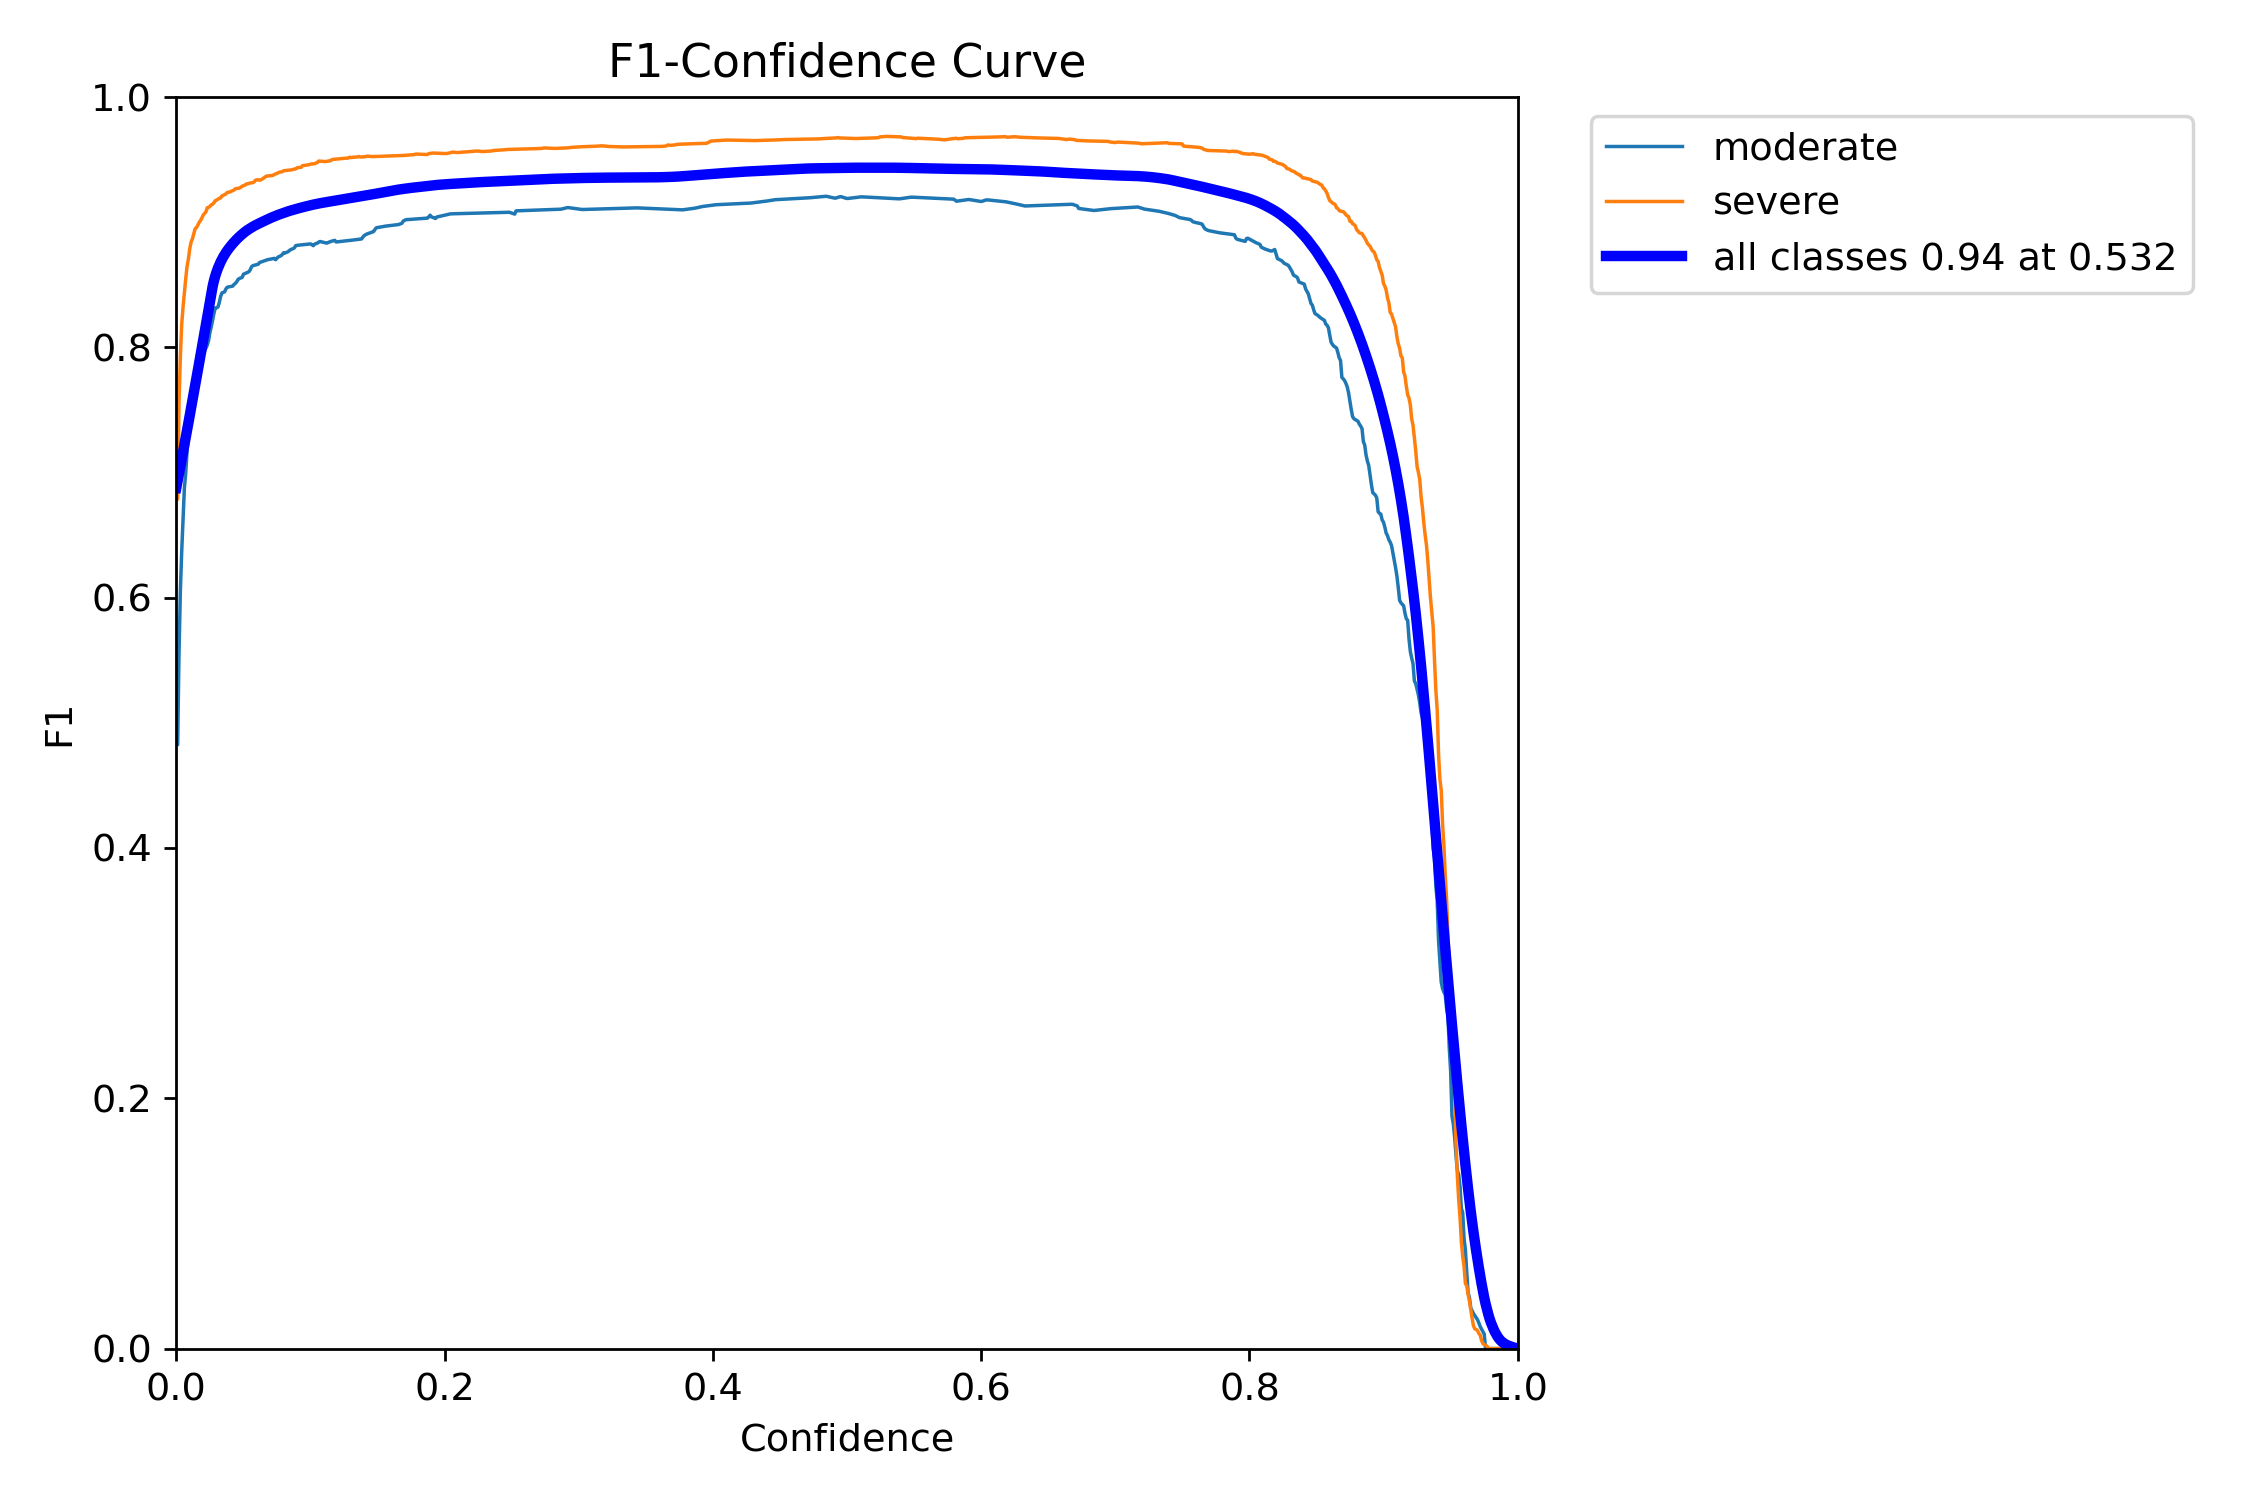 F1-Confidence Curve
1.0
0.8
0.6
0.4
0.2
0.0
F1
0.0 0.2 0.4 0.6 0.8 1.0
Confidence
moderate
severe
all classes 0.94 at 0.532